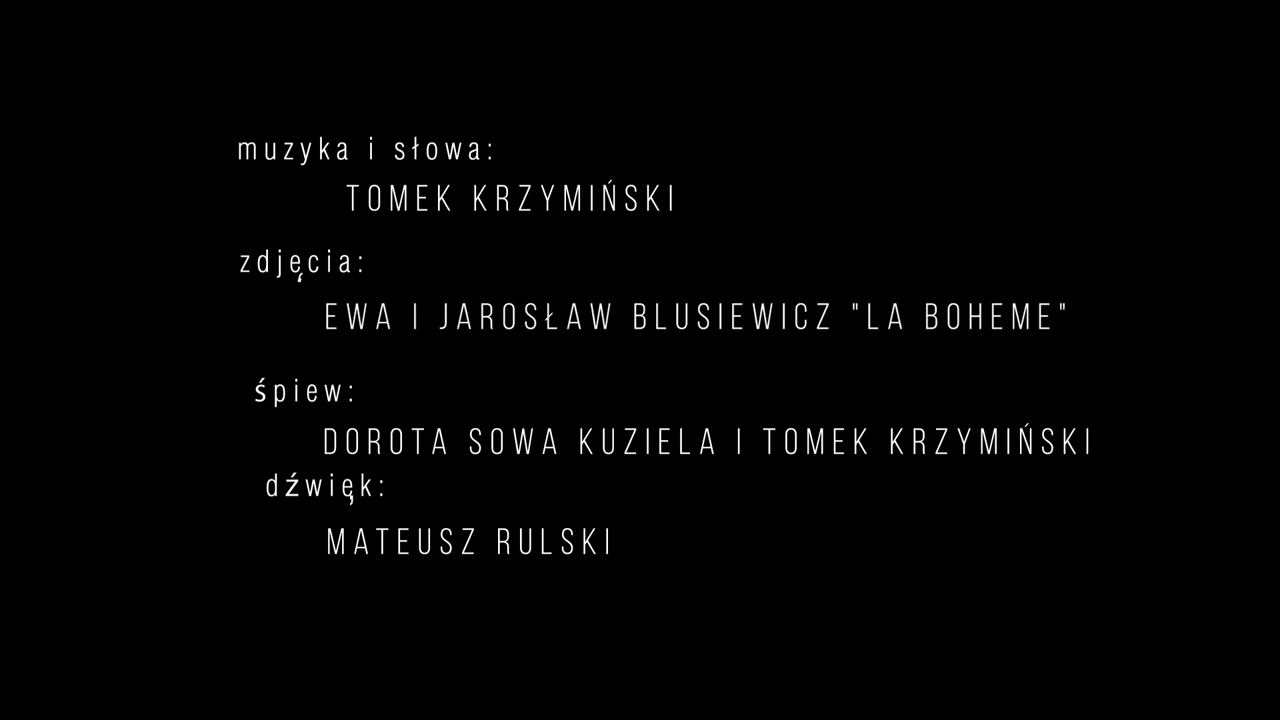 muzyka i słowa:
TOMEK KRZYMIŃSKI
zdjęcia:
EWA I JAROSŁAW BLUSIEWICZ "LA BOHEME"
śpiew:
DOROTA SOWA KUZIELA I TOMEK KRZYMIŃSKI
dźwięk:
MATEUSZ RULSKI